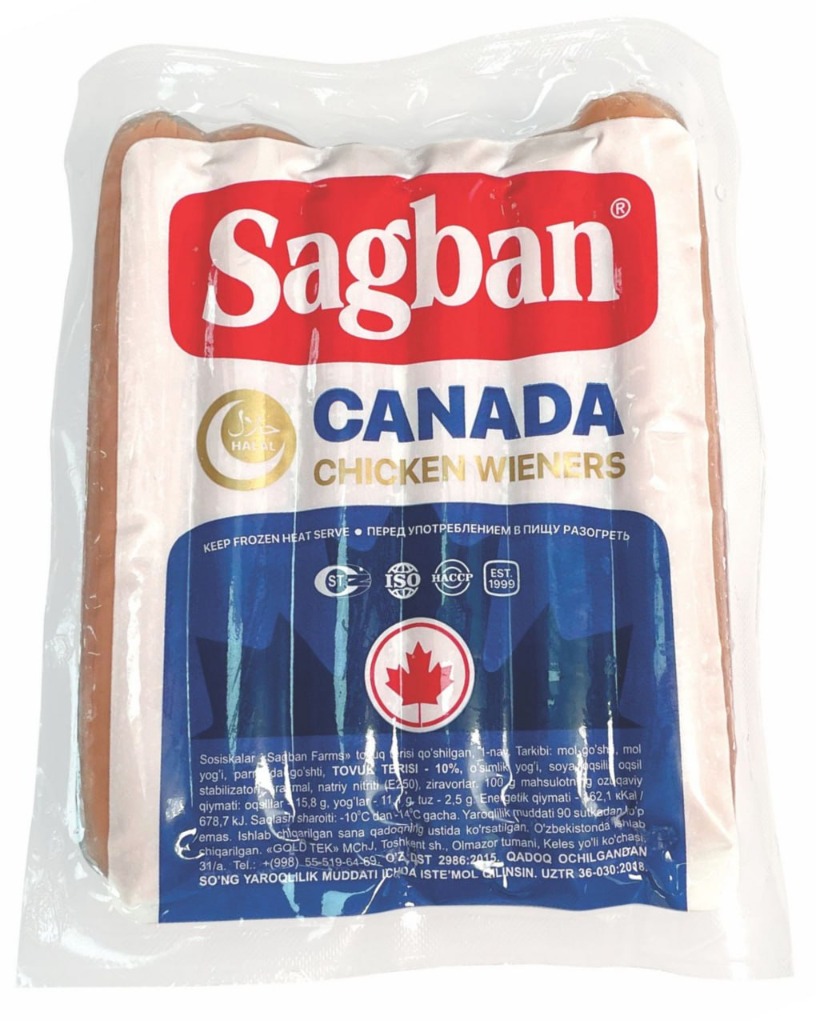 Sagban®
حلال
HALAL
CANADA
CHICKEN WIENERS
KEEP FROZEN HEAT SERVE • ПЕРЕД УПОТРЕБЛЕНИЕМ В ПИЩУ РАЗОГРЕТЬ
ST.
ISO
HACCP
EST.
1999
Sosiskalar «Sagban Farms» tovuq terisi qo'shilgan, 1-nav. Tarkibi: mol go'shti, mol
yog'i, parranda go'shti, TOVUK TERISI - 10%, o'simlik yog'i, soya oqsili, oqsil
natriy nitriti (E250), ziravorlar. 100 g mahsulotning ozuqaviy
qiymati: oqsillar - 15,8 g, yog'lar - tuz - 2,5 g. Energetik qiymati - 162,1 kKal /
678,7 kJ. Saqlash sharoiti: -10°C dan -14°C gacha. Yaroqlilik muddati 90 sutkadan ko'p
emas. Ishlab chiqarilgan sana qadoqning ustida ko'rsatilgan. O'zbekistonda ishlab
chiqarilgan. «GOLD TEK» MChJ. Toshkent sh., Olmazor tumani, Keles yo'li ko'chasi,
31/a. Tel.: +(998) 55-519-64-69. O'Z DST 2986:2015. QADOQ OCHILGANDAN
SO'NG YAROQLILIK MUDDATI ICHIDA ISTE'MOL QILINSIN. UZTR 36-030:2018.